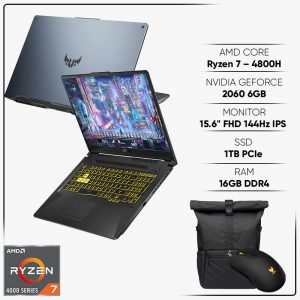 AMD CORE
Ryzen 7 – 4800H
NVIDIA GEFORCE
2060 6GB
MONITOR
15.6" FHD 144Hz IPS
SSD
1TB PCIe
RAM
16GB DDR4
AMD
RYZEN
4000 SERIES 7